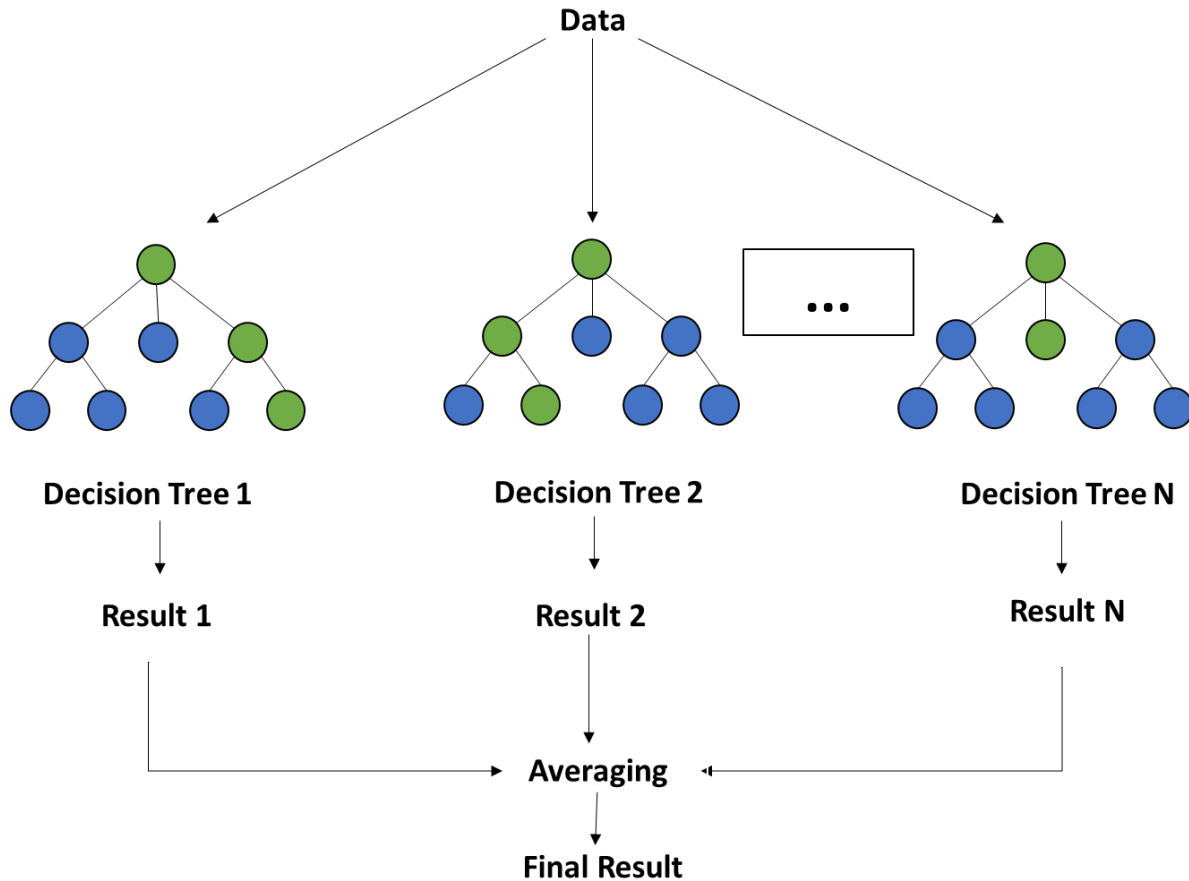 Data
...
Decision Tree 1
Decision Tree 2
Decision Tree N
Result 1
Result 2
Result N
Averaging
Final Result